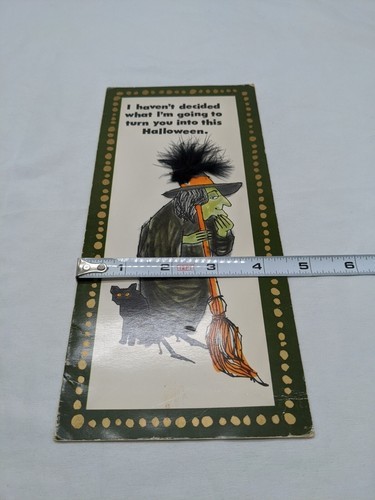 I haven't decided
what I'm going to
turn you into this
Halloween.
1 2 3 4 5 6